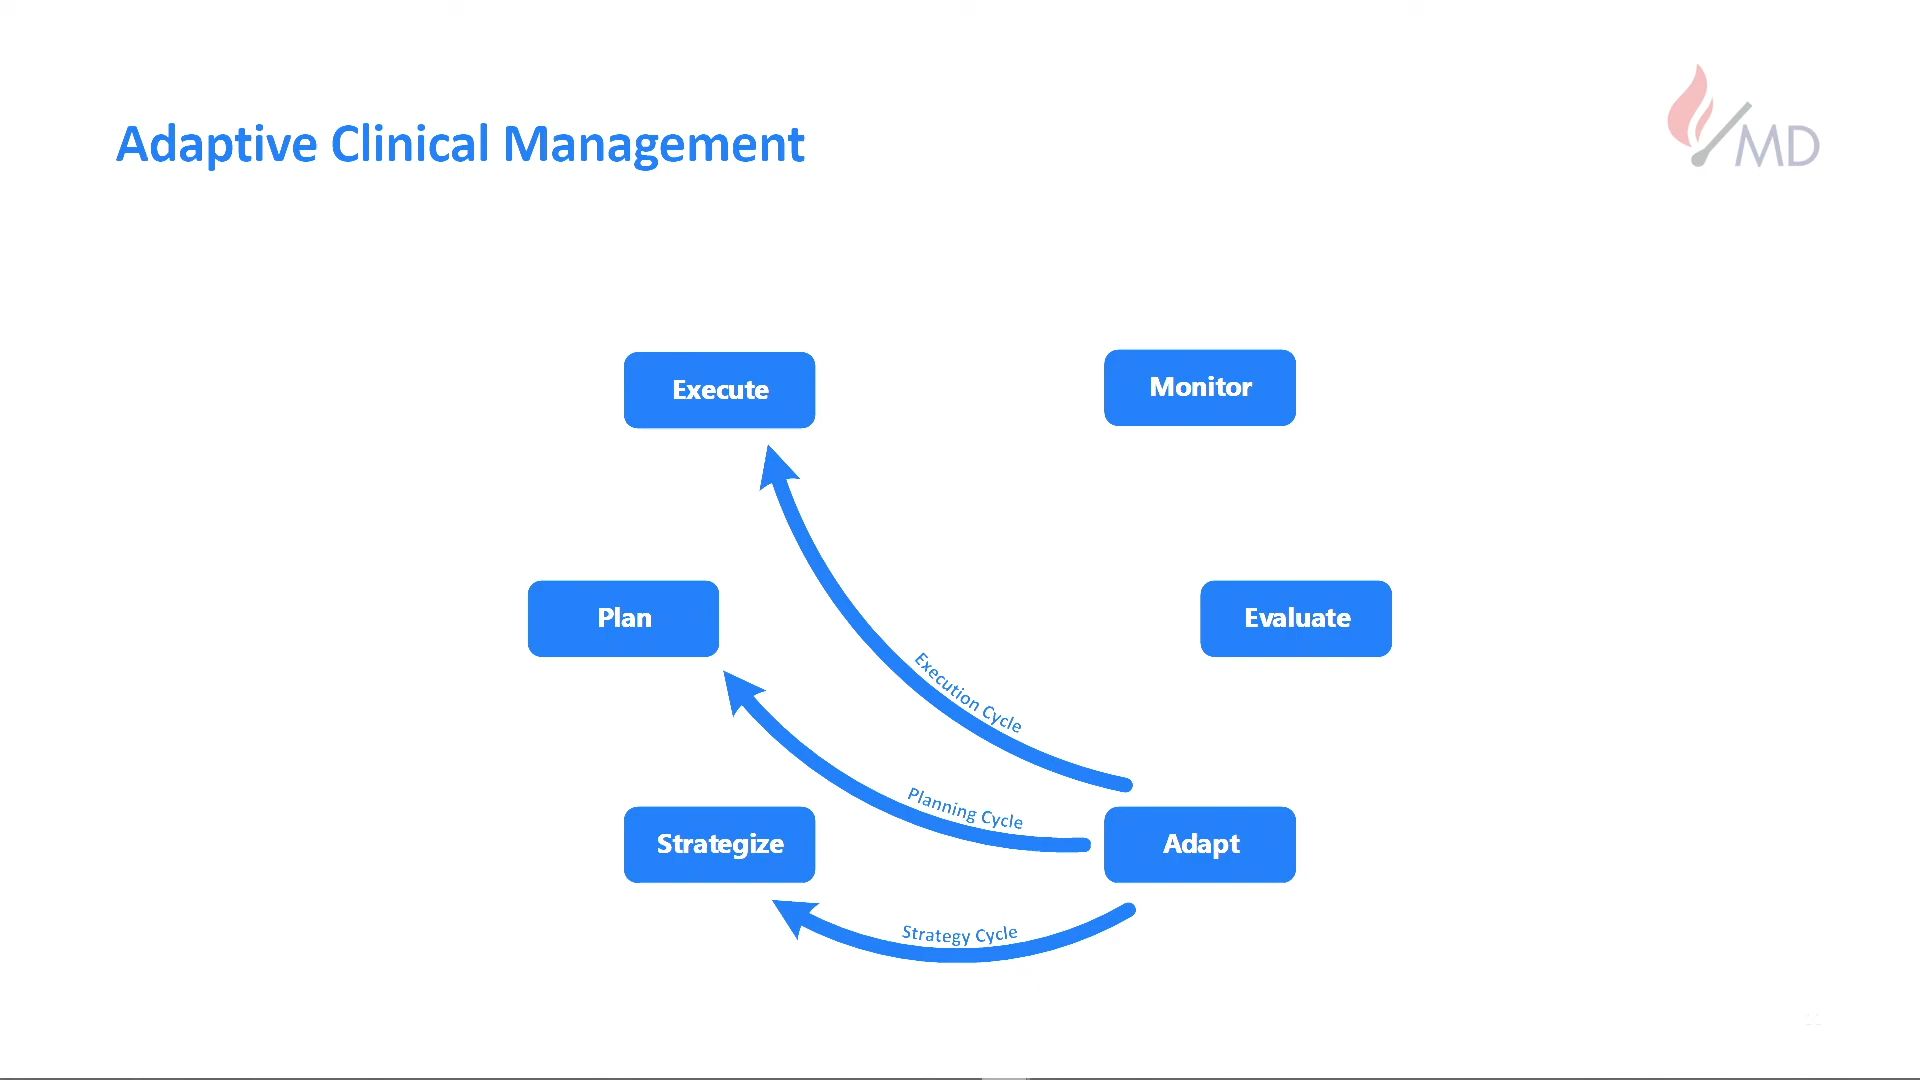 Adaptive Clinical Management
MD
Execute
Monitor
Plan
Evaluate
Execution Cycle
Planning Cycle
Strategize
Adapt
Strategy Cycle